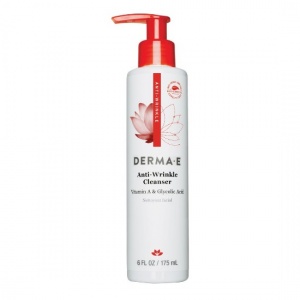 ANTI-WRINKLE
DERMA·E
Anti-Wrinkle
Cleanser
Vitamin A & Glycolic Acid
6 FL OZ / 175 mL